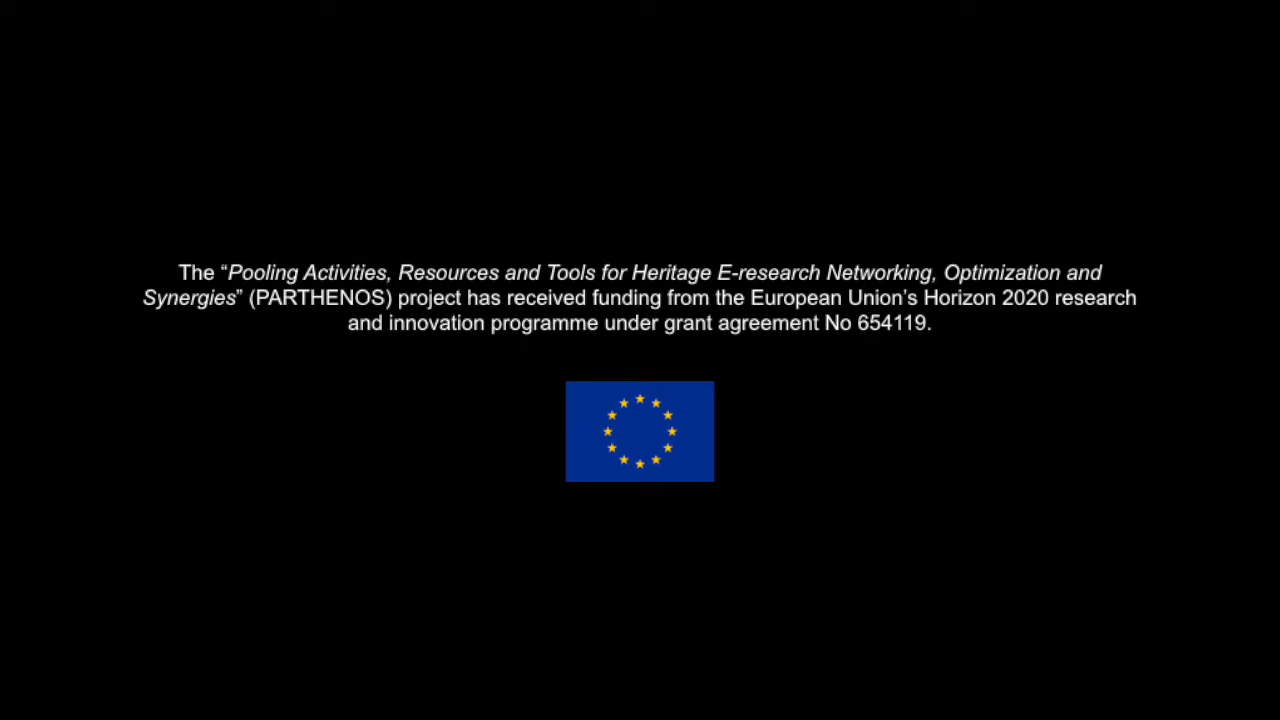 The “Pooling Activities, Resources and Tools for Heritage E-research Networking, Optimization and
Synergies” (PARTHENOS) project has received funding from the European Union’s Horizon 2020 research
and innovation programme under grant agreement No 654119.